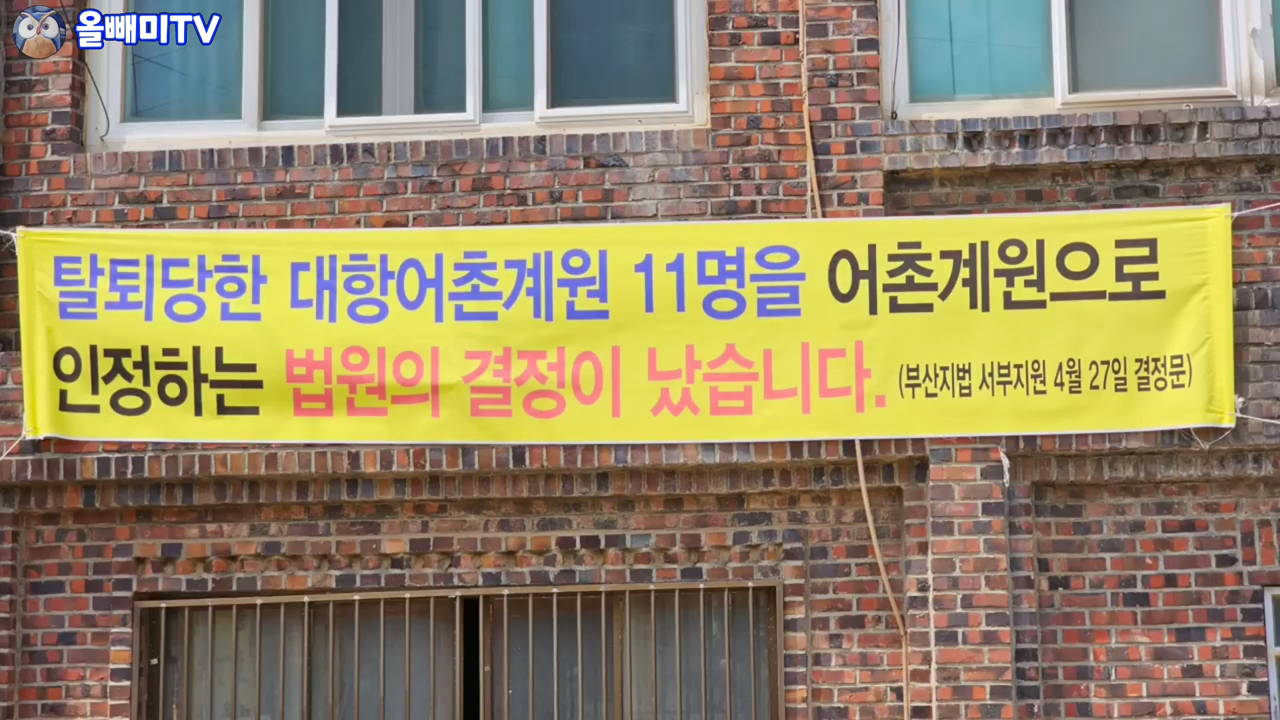 올빼미TV
탈퇴당한 대항어촌계원 11명을 어촌계원으로
인정하는 법원의 결정이 났습니다. (부산지법 서부지원 4월 27일 결정문)